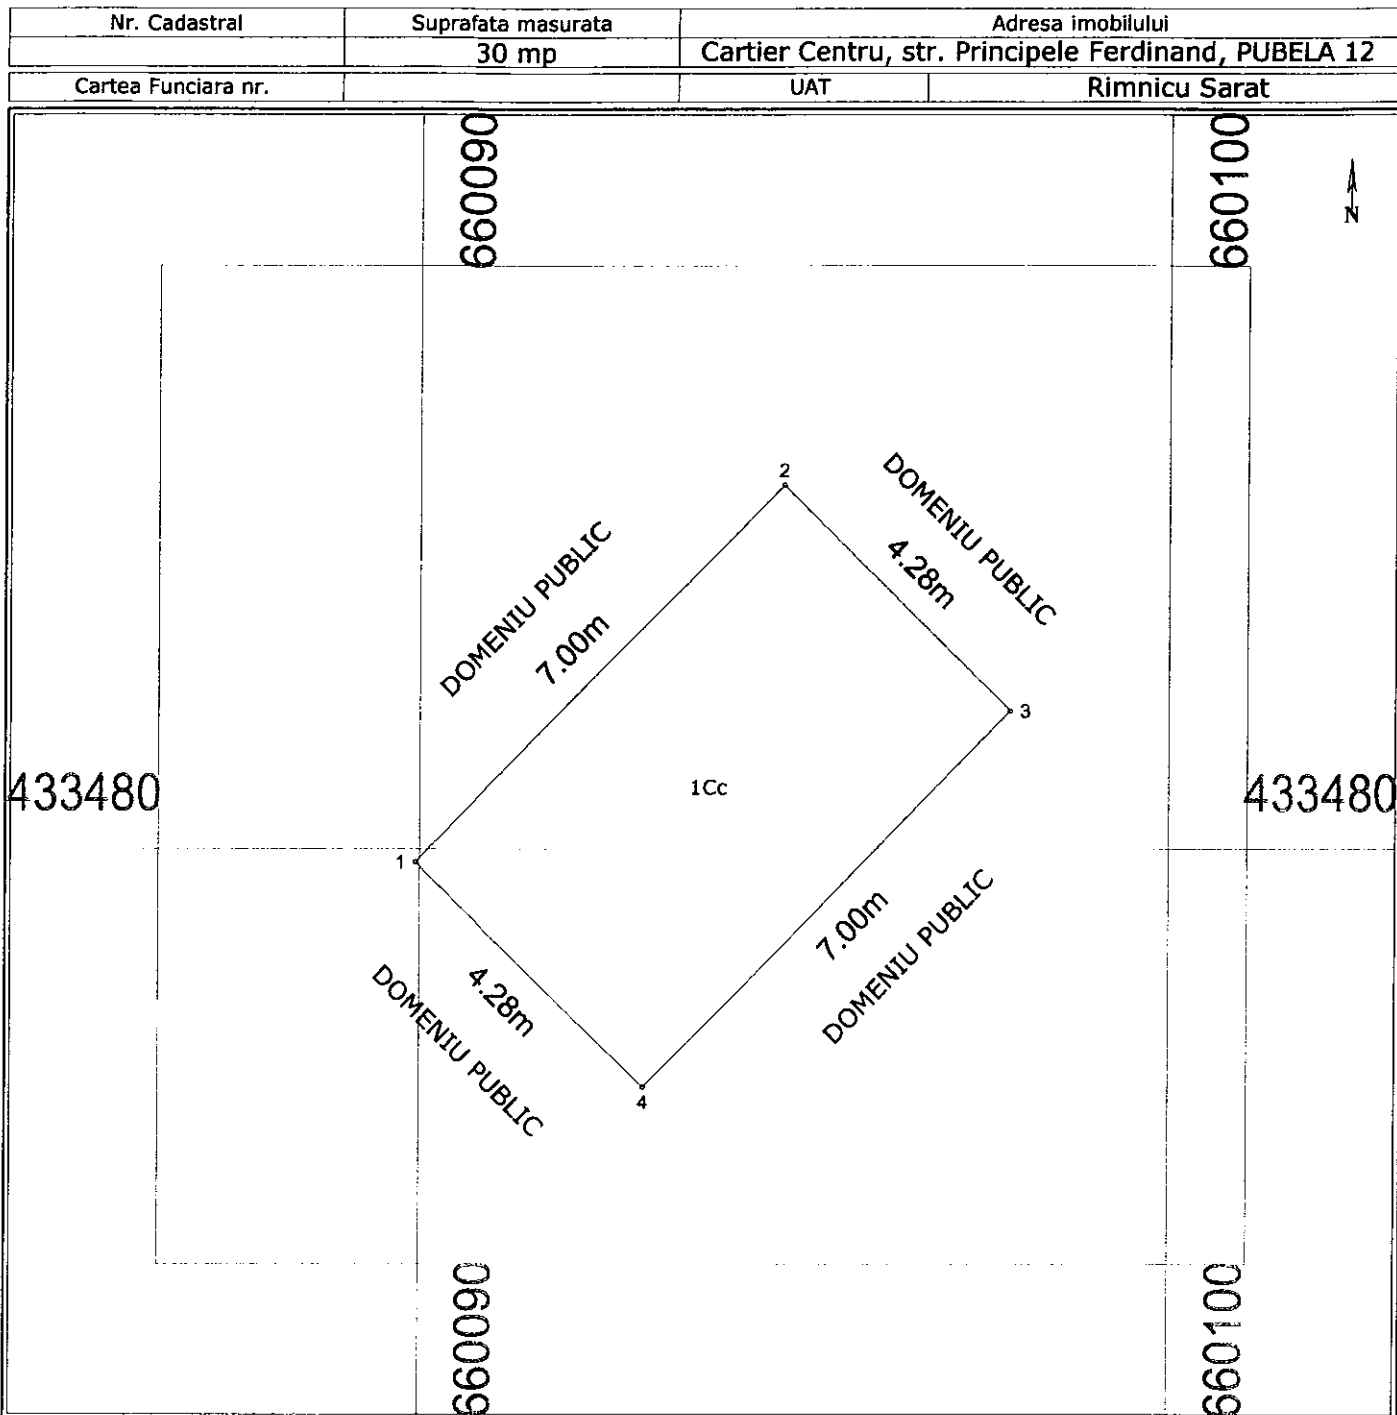 Nr. Cadastral Suprafata masurata Adresa imobilului
30 mp Cartier Centru, str. Principele Ferdinand, PUBELA 12
Cartea Funciara nr. UAT Rimnicu Sarat
660090
660100
N
2
DOMENIU PUBLIC
4.28m
DOMENIU PUBLIC
7.00m
3
433480
1Cc
433480
1
7.00m
DOMENIU PUBLIC
4.28m
DOMENIU PUBLIC
4
660090
660100